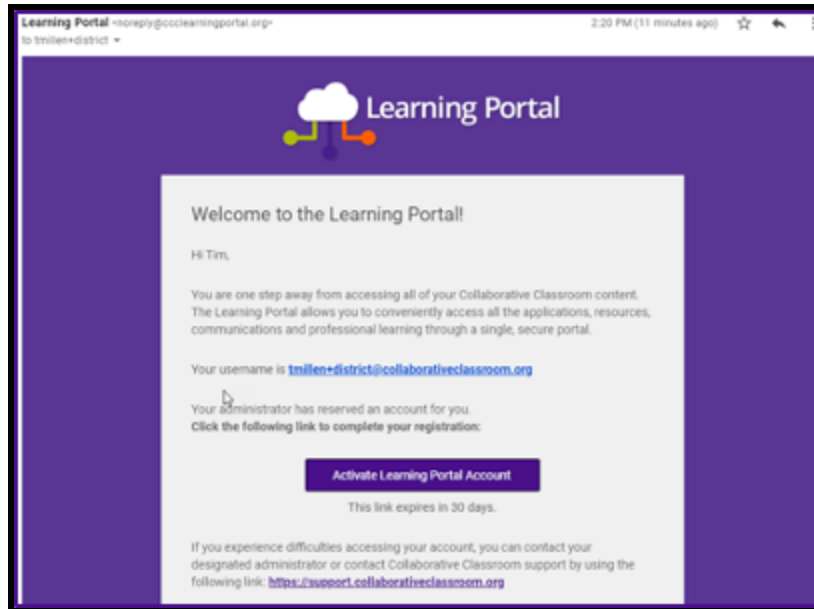 Learning Portal <noreply@ccclearningportal.org>
2:20 PM (11 minutes ago)
to tmillen+district
Learning Portal
Welcome to the Learning Portal!
Hi Tim,
You are one step away from accessing all of your Collaborative Classroom content.
The Learning Portal allows you to conveniently access all the applications, resources,
communications and professional learning through a single, secure portal.
Your username is tmillen+district@collaborativeclassroom.org
Your administrator has reserved an account for you.
Click the following link to complete your registration:
Activate Learning Portal Account
This link expires in 30 days.
If you experience difficulties accessing your account, you can contact your
designated administrator or contact Collaborative Classroom support by using the
following link: https://support.collaborativeclassroom.org